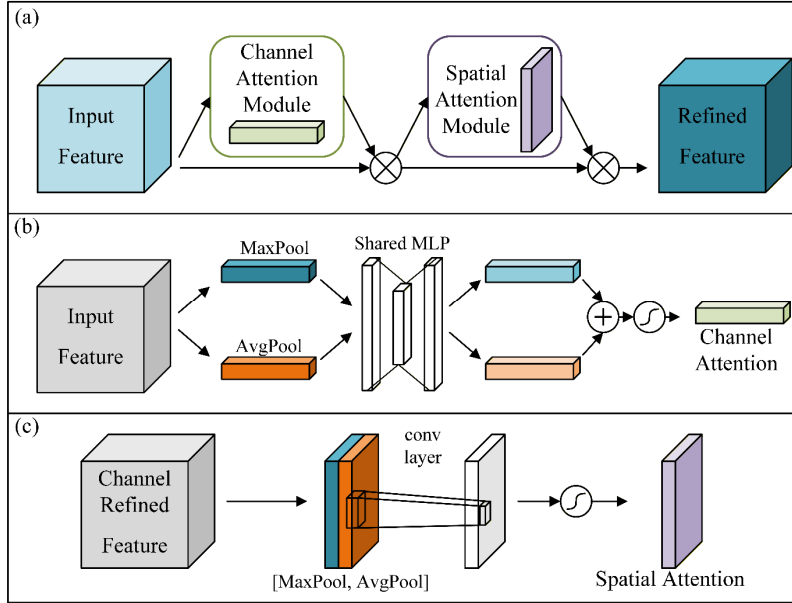 (a)
Input
Feature
Channel
Attention
Module
Spatial
Attention
Module
Refined
Feature
(b)
Input
Feature
MaxPool
AvgPool
Shared MLP
Channel
Attention
(c)
Channel
Refined
Feature
[MaxPool, AvgPool]
conv
layer
Spatial Attention